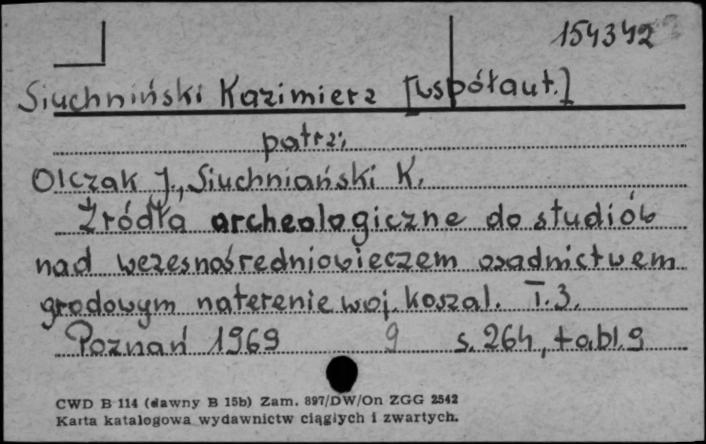 154342
Siuchniński Kazimierz [współaut.]
patrz:
Olczak J., Siuchniański K.
Źródła archeologiczne do studiów
nad wczesnośredniowieczem osadnictwem
grodowym na terenie woj. koszal. T. 3.
Poznań 1969 9 s. 264, tabl. 9
CWD B 114 (dawny B 15b) Zam. 897/DW/On ZGG 2542
Karta katalogowa wydawnictw ciągłych i zwartych.